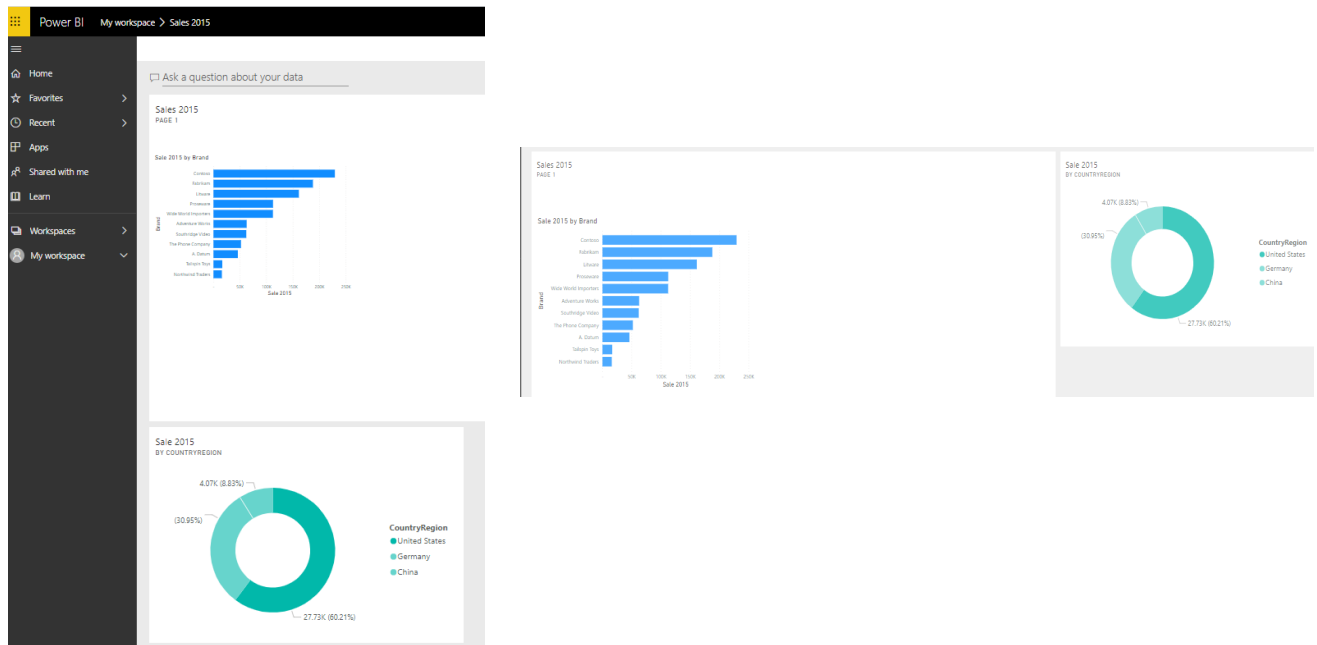 Power BI My workspace > Sales 2015
Home
Favorites
Recent
Apps
Shared with me
Learn
Workspaces
My workspace
Ask a question about your data
Sales 2015
PAGE 1
Sale 2015 by Brand
Brand
Contoso
Fabrikam
Litware
Proseware
Wide World Importers
Adventure Works
Southridge Video
The Phone Company
A. Datum
Tailspin Toys
Northwind Traders
50K 100K 150K 200K 250K
Sale 2015
Sale 2015
BY COUNTRYREGION
4.07K (8.83%)
(30.95%)
27.73K (60.21%)
CountryRegion
United States
Germany
China
Sales 2015
PAGE 1
Sale 2015 by Brand
Brand
Contoso
Fabrikam
Litware
Proseware
Wide World Importers
Adventure Works
Southridge Video
The Phone Company
A. Datum
Tailspin Toys
Northwind Traders
50K 100K 150K 200K 250K
Sale 2015
Sale 2015
BY COUNTRYREGION
4.07K (8.83%)
(30.95%)
27.73K (60.21%)
CountryRegion
United States
Germany
China